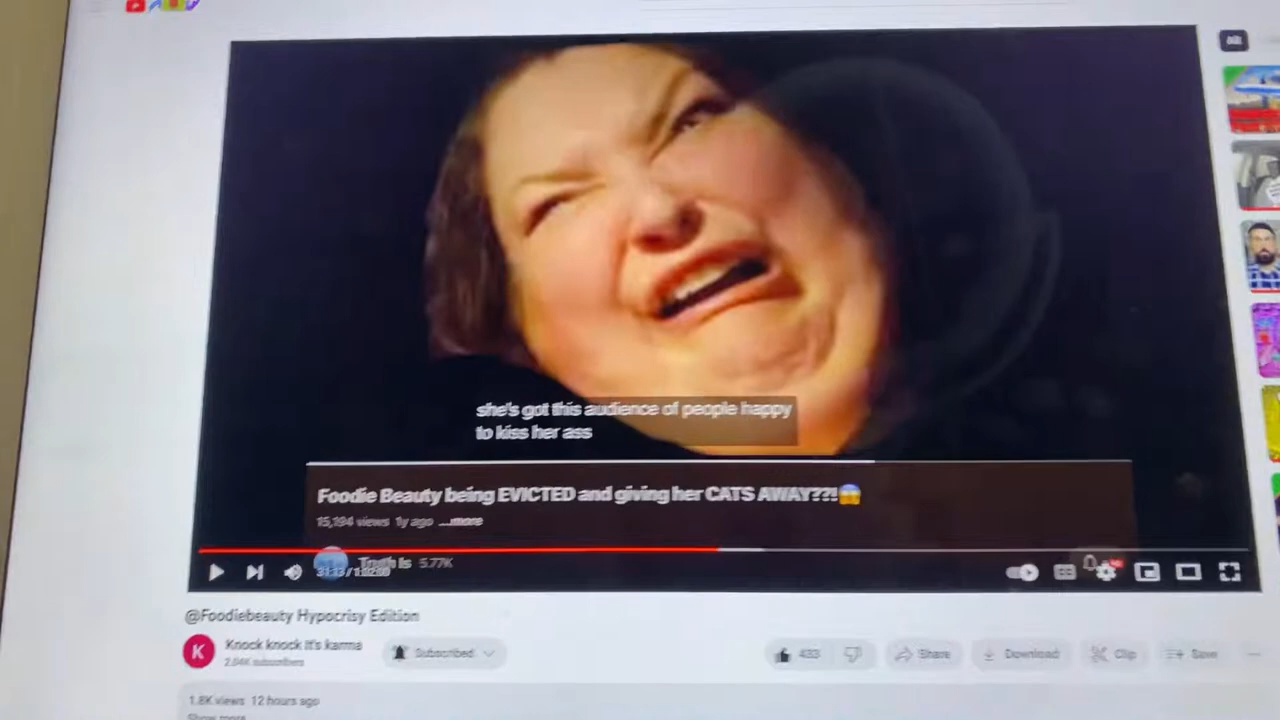 All
she's got this audience of people happy
to kiss her ass
Foodie Beauty being EVICTED and giving her CATS AWAY??!😱
15,194 views 1y ago ...more
Truth Is 5.77K
31:13 / 1:02:00
@Foodiebeauty Hypocrisy Edition
K
Knock knock It's karma
2.04K subscribers
Subscribed
433
Share
Download
Clip
Save
1.8K views 12 hours ago
Show more